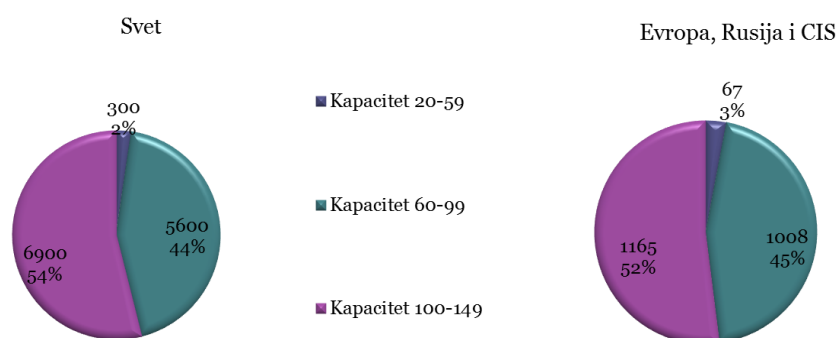 Svet
300
2%
5600
44%
6900
54%
Kapacitet 20-59
Kapacitet 60-99
Kapacitet 100-149
Evropa, Rusija i CIS
67
3%
1008
45%
1165
52%